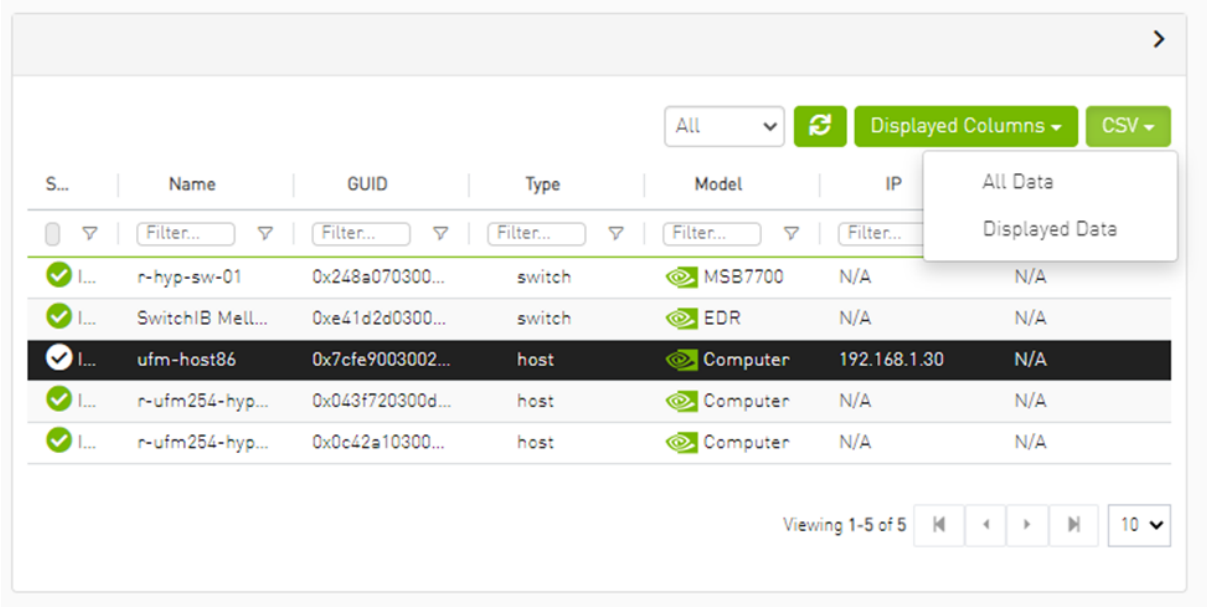 All Displayed Columns CSV
All Data
Displayed Data
S... Name GUID Type Model IP
Filter... Filter... Filter... Filter... Filter...
I... r-hyp-sw-01 0x248a070300... switch MSB7700 N/A N/A
I... SwitchIB Mell... 0xe41d2d0300... switch EDR N/A N/A
I... ufm-host86 0x7cfe9003002... host Computer 192.168.1.30 N/A
I... r-ufm254-hyp... 0x043f720300d... host Computer N/A N/A
I... r-ufm254-hyp... 0x0c42a10300... host Computer N/A N/A
Viewing 1-5 of 5 10